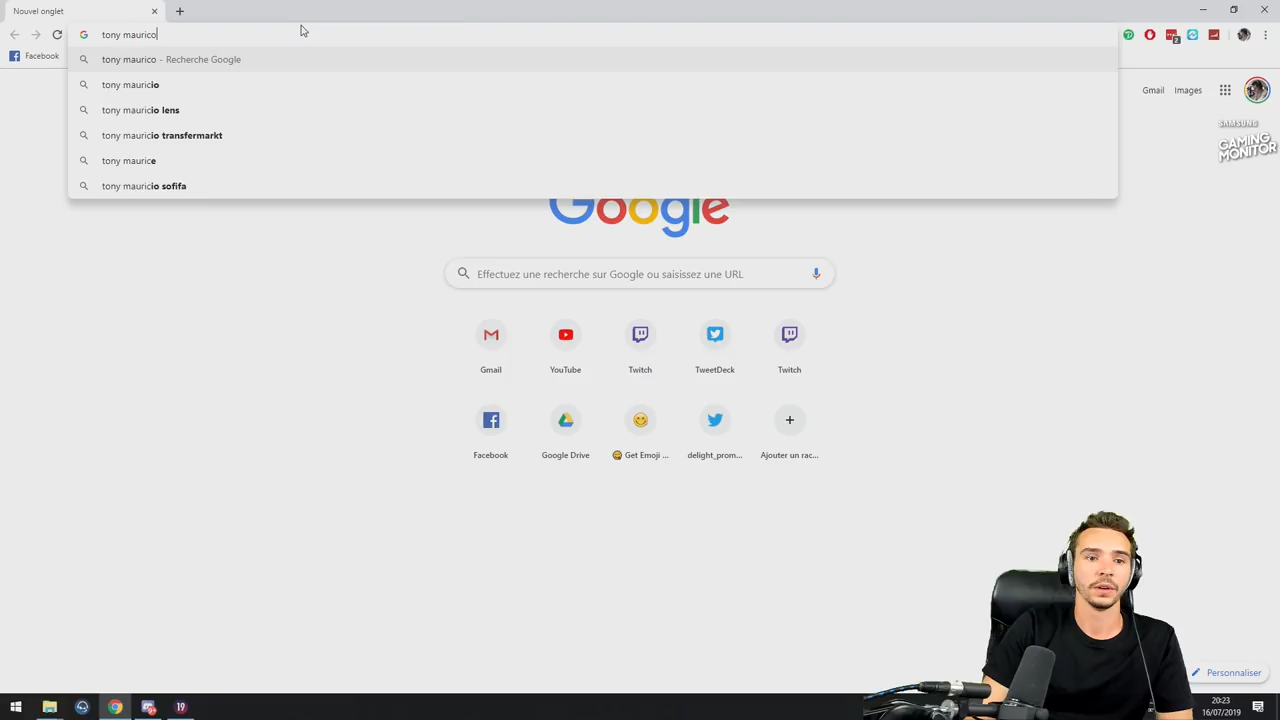 Nouvel onglet
tony maurico
Facebook
tony maurico - Recherche Google
tony mauricio
tony mauricio lens
tony mauricio transfermarkt
tony maurice
tony mauricio sofifa
2
Gmail Images
SAMSUNG
GAMING
MONITOR
Google
Effectuez une recherche sur Google ou saisissez une URL
Gmail YouTube Twitch TweetDeck Twitch
Facebook Google Drive Get Emoji ... delight_prom... Ajouter un rac...
Personnaliser
20:23
16/07/2019